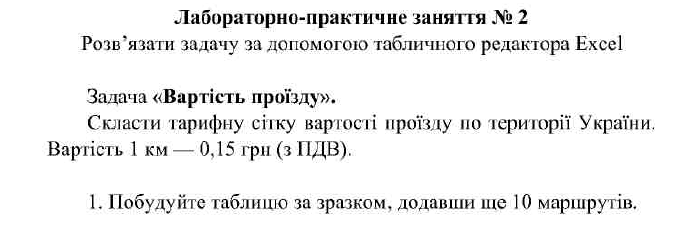 Лабораторно-практичне заняття № 2
Розв’язати задачу за допомогою табличного редактора Excel
Задача «Вартість проїзду».
Скласти тарифну сітку вартості проїзду по території України.
Вартість 1 км — 0,15 грн (з ПДВ).
1. Побудуйте таблицю за зразком, додавши ще 10 маршрутів.